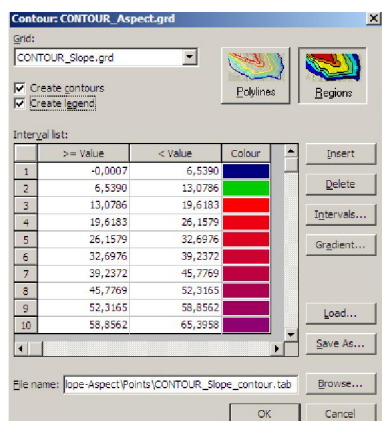 Contour: CONTOUR_Aspect.grd
Grid:
CONTOUR_Slope.grd
Create contours
Create legend
Polylines
Regions
Interval list:
>= Value < Value Colour
1 -0,0007 6,5390
2 6,5390 13,0786
3 13,0786 19,6183
4 19,6183 26,1579
5 26,1579 32,6976
6 32,6976 39,2372
7 39,2372 45,7769
8 45,7769 52,3165
9 52,3165 58,8562
10 58,8562 65,3958
Insert
Delete
Intervals...
Gradient...
Load...
Save As...
File name: lope-Aspect\Points\CONTOUR_Slope_contour.tab Browse...
OK Cancel